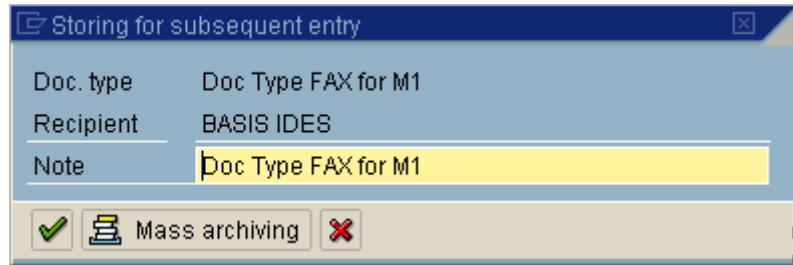 Storing for subsequent entry
Doc. type Doc Type FAX for M1
Recipient BASIS IDES
Note Doc Type FAX for M1
Mass archiving